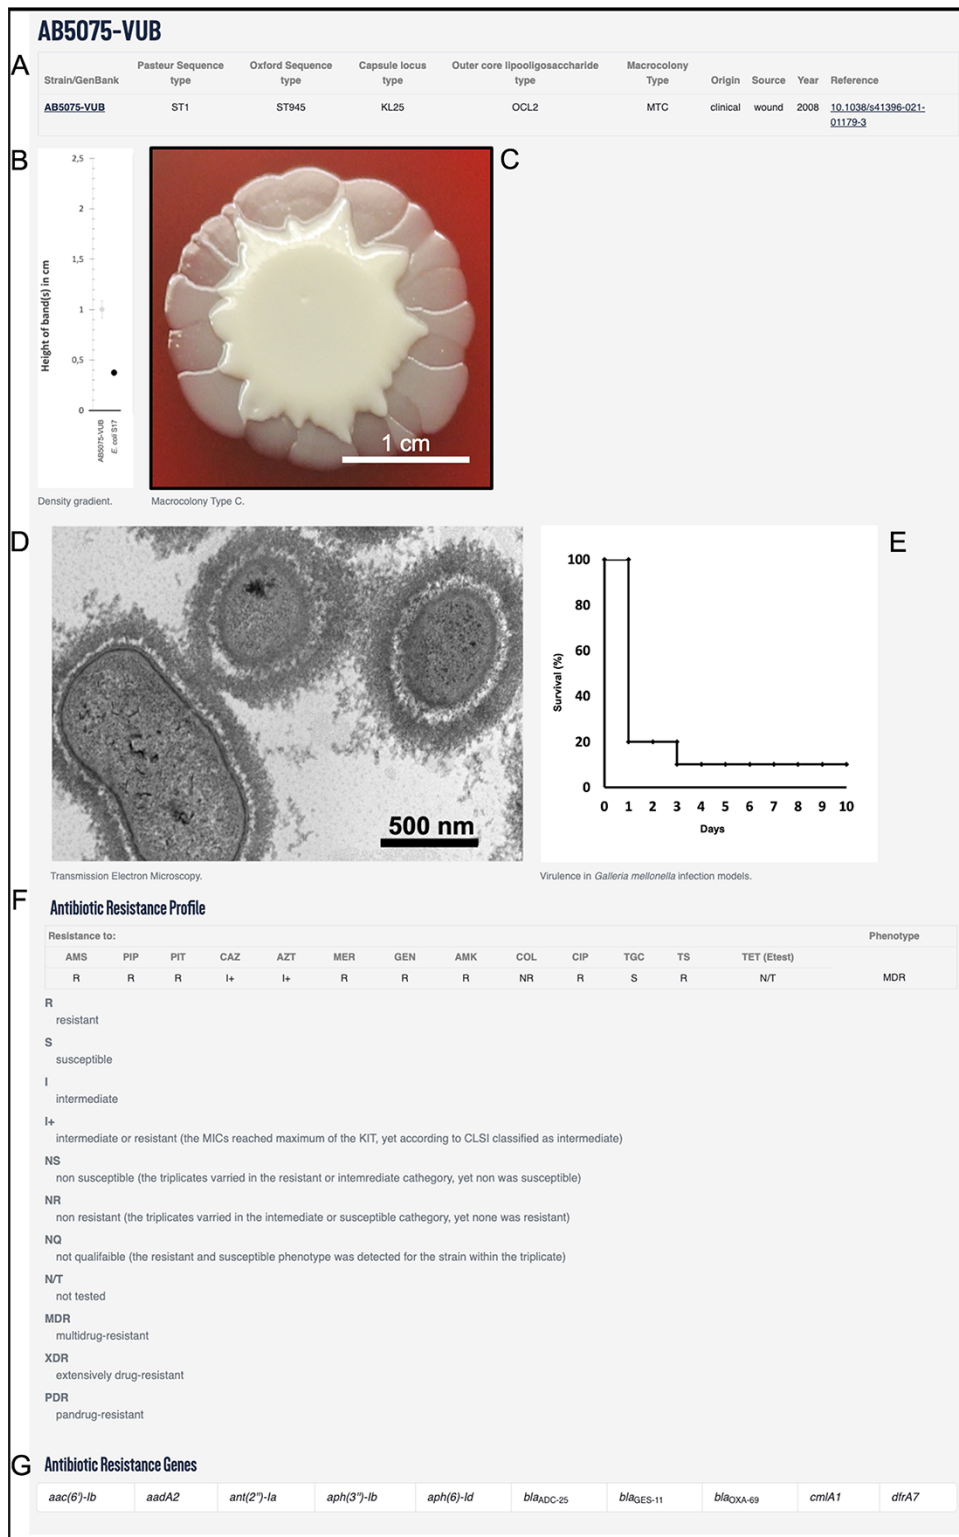 AB5075-VUB
A
Strain/GenBank Pasteur Sequence type Oxford Sequence type Capsule locus type Outer core lipooligosaccharide type Macrocolony Type Origin Source Year Reference
AB5075-VUB ST1 ST945 KL25 OCL2 MTC clinical wound 2008 10.1038/s41396-021-01179-3
B
C
Height of band(s) in cm
2,5
2
1,5
1
0,5
0
AB5075-VUB
E. coli S17
1 cm
Density gradient.
Macrocolony Type C.
D
E
500 nm
Survival (%)
100
80
60
40
20
0
0 1 2 3 4 5 6 7 8 9 10
Days
Transmission Electron Microscopy.
Virulence in Galleria mellonella infection models.
F
Antibiotic Resistance Profile
Resistance to: Phenotype
AMS PIP PIT CAZ AZT MER GEN AMK COL CIP TGC TS TET (Etest)
R R R I+ I+ R R R NR R S R N/T MDR
R
resistant
S
susceptible
I
intermediate
I+
intermediate or resistant (the MICs reached maximum of the KIT, yet according to CLSI classified as intermediate)
NS
non susceptible (the triplicates varried in the resistant or intemrediate cathegory, yet non was susceptible)
NR
non resistant (the triplicates varried in the intemediate or susceptible cathegory, yet none was resistant)
NQ
not qualifaible (the resistant and susceptible phenotype was detected for the strain within the triplicate)
N/T
not tested
MDR
multidrug-resistant
XDR
extensively drug-resistant
PDR
pandrug-resistant
G
Antibiotic Resistance Genes
aac(6')-Ib aadA2 ant(2'')-Ia aph(3'')-Ib aph(6)-Id blaADC-25 blaGES-11 blaOXA-69 cmlA1 dfrA7